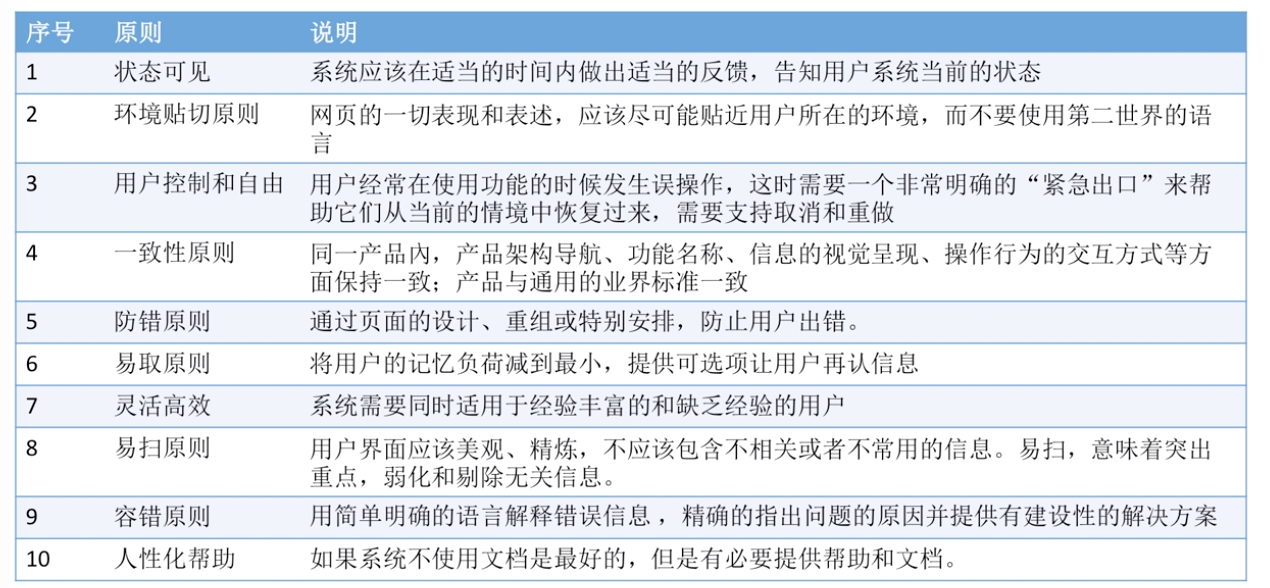 序号 原则 说明
1 状态可见 系统应该在适当的时间内做出适当的反馈，告知用户系统当前的状态
2 环境贴切原则 网页的一切表现和表述，应该尽可能贴近用户所在的环境，而不要使用第二世界的语
言
3 用户控制和自由 用户经常在使用功能的时候发生误操作，这时需要一个非常明确的“紧急出口”来帮
助它们从当前的情境中恢复过来，需要支持取消和重做
4 一致性原则 同一产品内，产品架构导航、功能名称、信息的视觉呈现、操作行为的交互方式等方
面保持一致；产品与通用的业界标准一致
5 防错原则 通过页面的设计、重组或特别安排，防止用户出错。
6 易取原则 将用户的记忆负荷减到最小，提供可选项让用户再认信息
7 灵活高效 系统需要同时适用于经验丰富的和缺乏经验的用户
8 易扫原则 用户界面应该美观、精炼，不应该包含不相关或者不常用的信息。易扫，意味着突出
重点，弱化和剔除无关信息。
9 容错原则 用简单明确的语言解释错误信息，精确的指出问题的原因并提供有建设性的解决方案
10 人性化帮助 如果系统不使用文档是最好的，但是有必要提供帮助和文档。